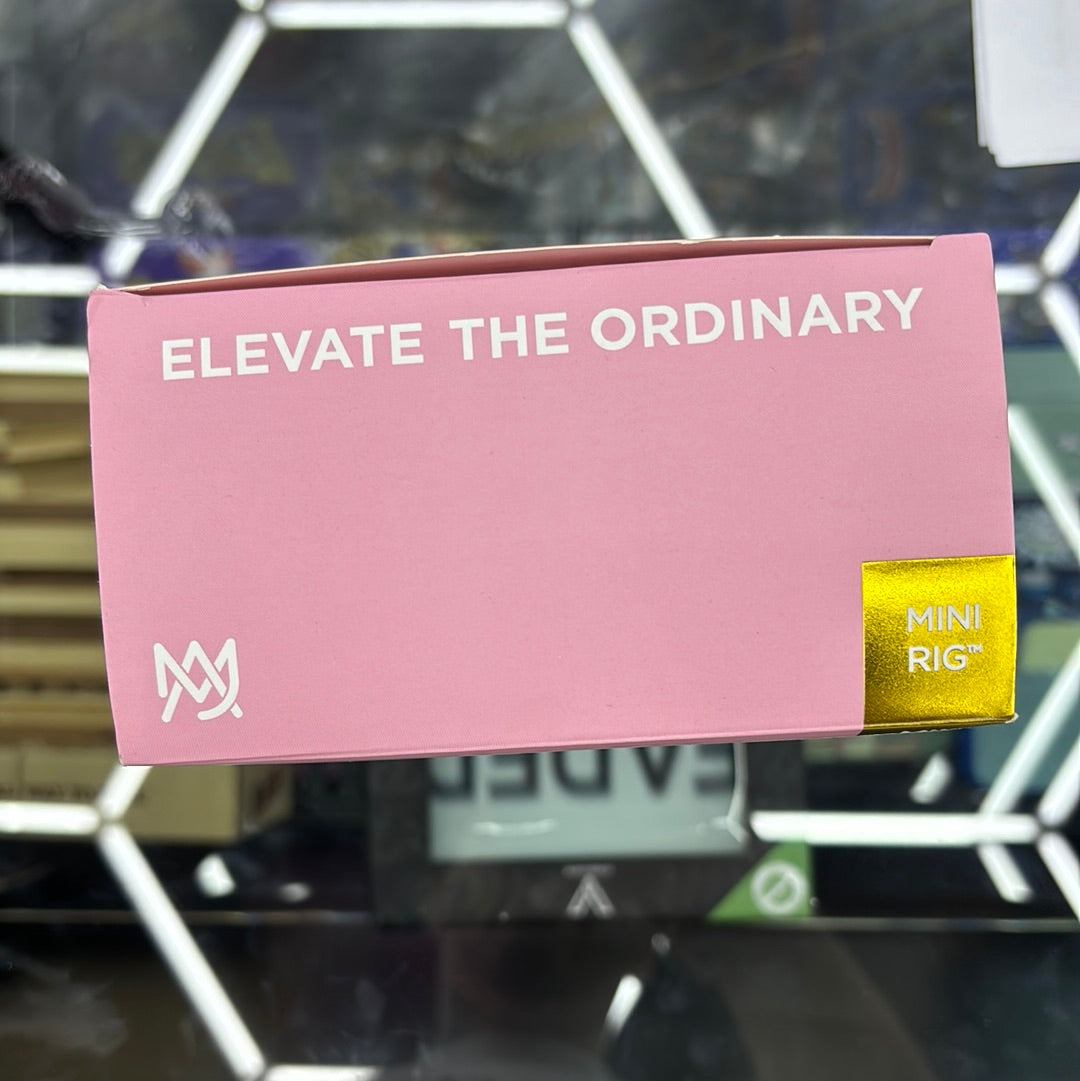 ELEVATE THE ORDINARY
MINI
RIG™